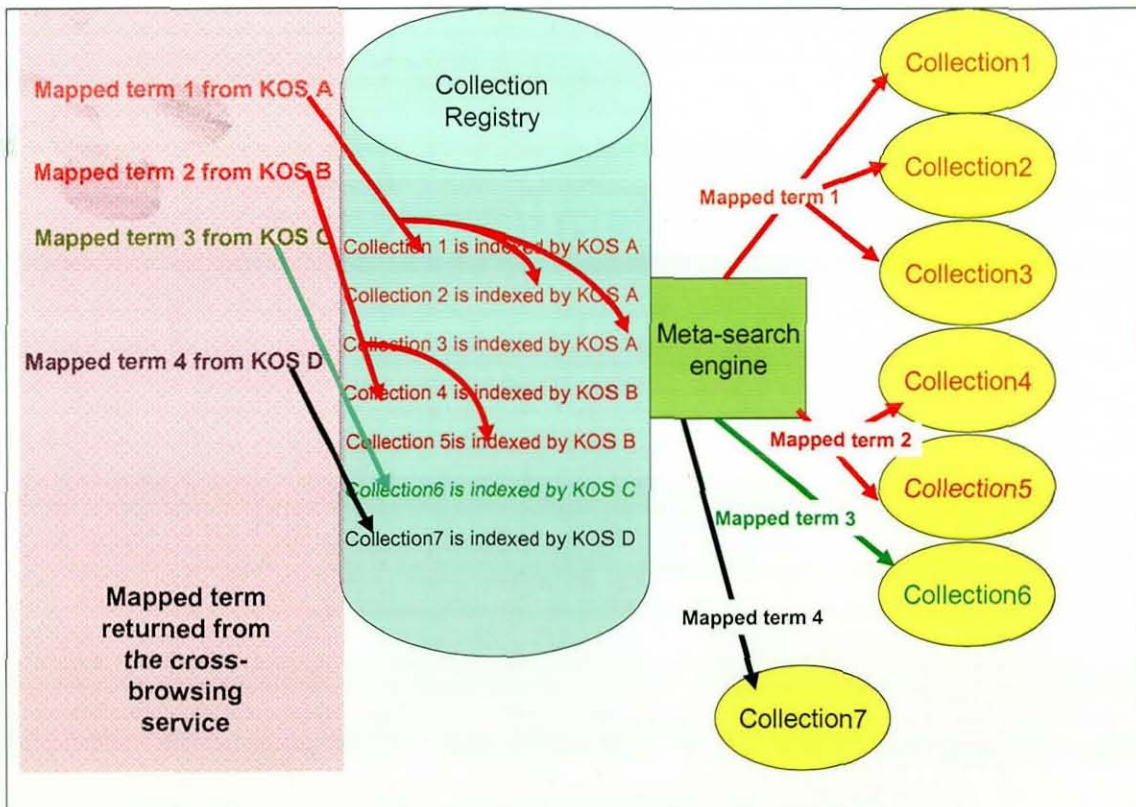 Mapped term 1 from KOS A
Mapped term 2 from KOS B
Mapped term 3 from KOS C
Mapped term 4 from KOS D
Mapped term
returned from
the cross-
browsing
service
Collection
Registry
Collection 1 is indexed by KOS A
Collection 2 is indexed by KOS A
Collection 3 is indexed by KOS A
Collection 4 is indexed by KOS B
Collection 5is indexed by KOS B
Collection6 is indexed by KOS C
Collection7 is indexed by KOS D
Meta-search
engine
Mapped term 1
Mapped term 2
Mapped term 3
Mapped term 4
Collection1
Collection2
Collection3
Collection4
Collection5
Collection6
Collection7